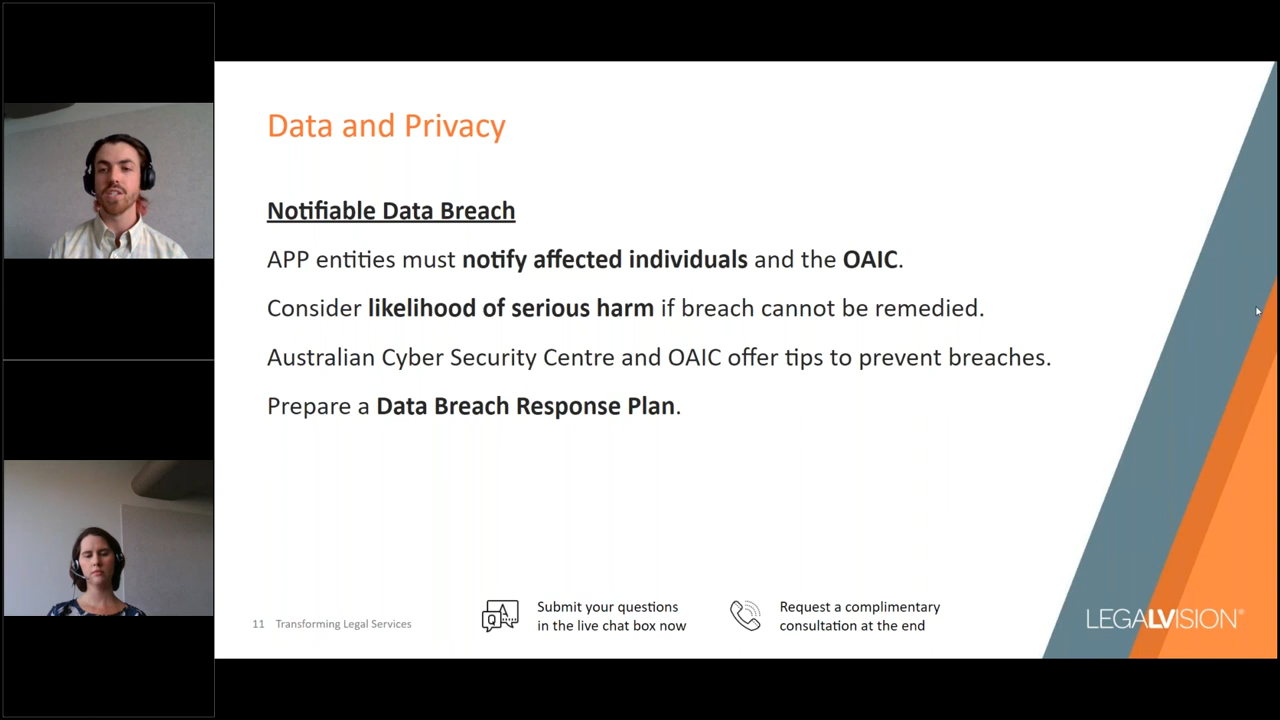 Data and Privacy
Notifiable Data Breach
APP entities must notify affected individuals and the OAIC.
Consider likelihood of serious harm if breach cannot be remedied.
Australian Cyber Security Centre and OAIC offer tips to prevent breaches.
Prepare a Data Breach Response Plan.
11 Transforming Legal Services
Q A
Submit your questions
in the live chat box now
Request a complimentary
consultation at the end
LEGALVISION®